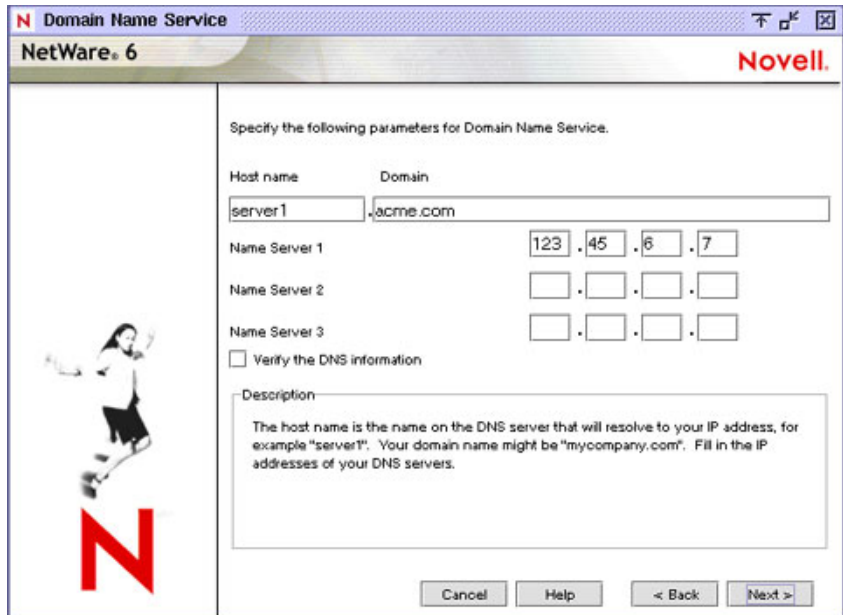 N Domain Name Service
NetWare® 6
Novell.
Specify the following parameters for Domain Name Service.
Host name Domain
server1 . acme.com
Name Server 1 123 . 45 . 6 . 7
Name Server 2 . . .
Name Server 3 . . .
Verify the DNS information
Description
The host name is the name on the DNS server that will resolve to your IP address, for
example "server1". Your domain name might be "mycompany.com". Fill in the IP
addresses of your DNS servers.
N
Cancel Help < Back Next >